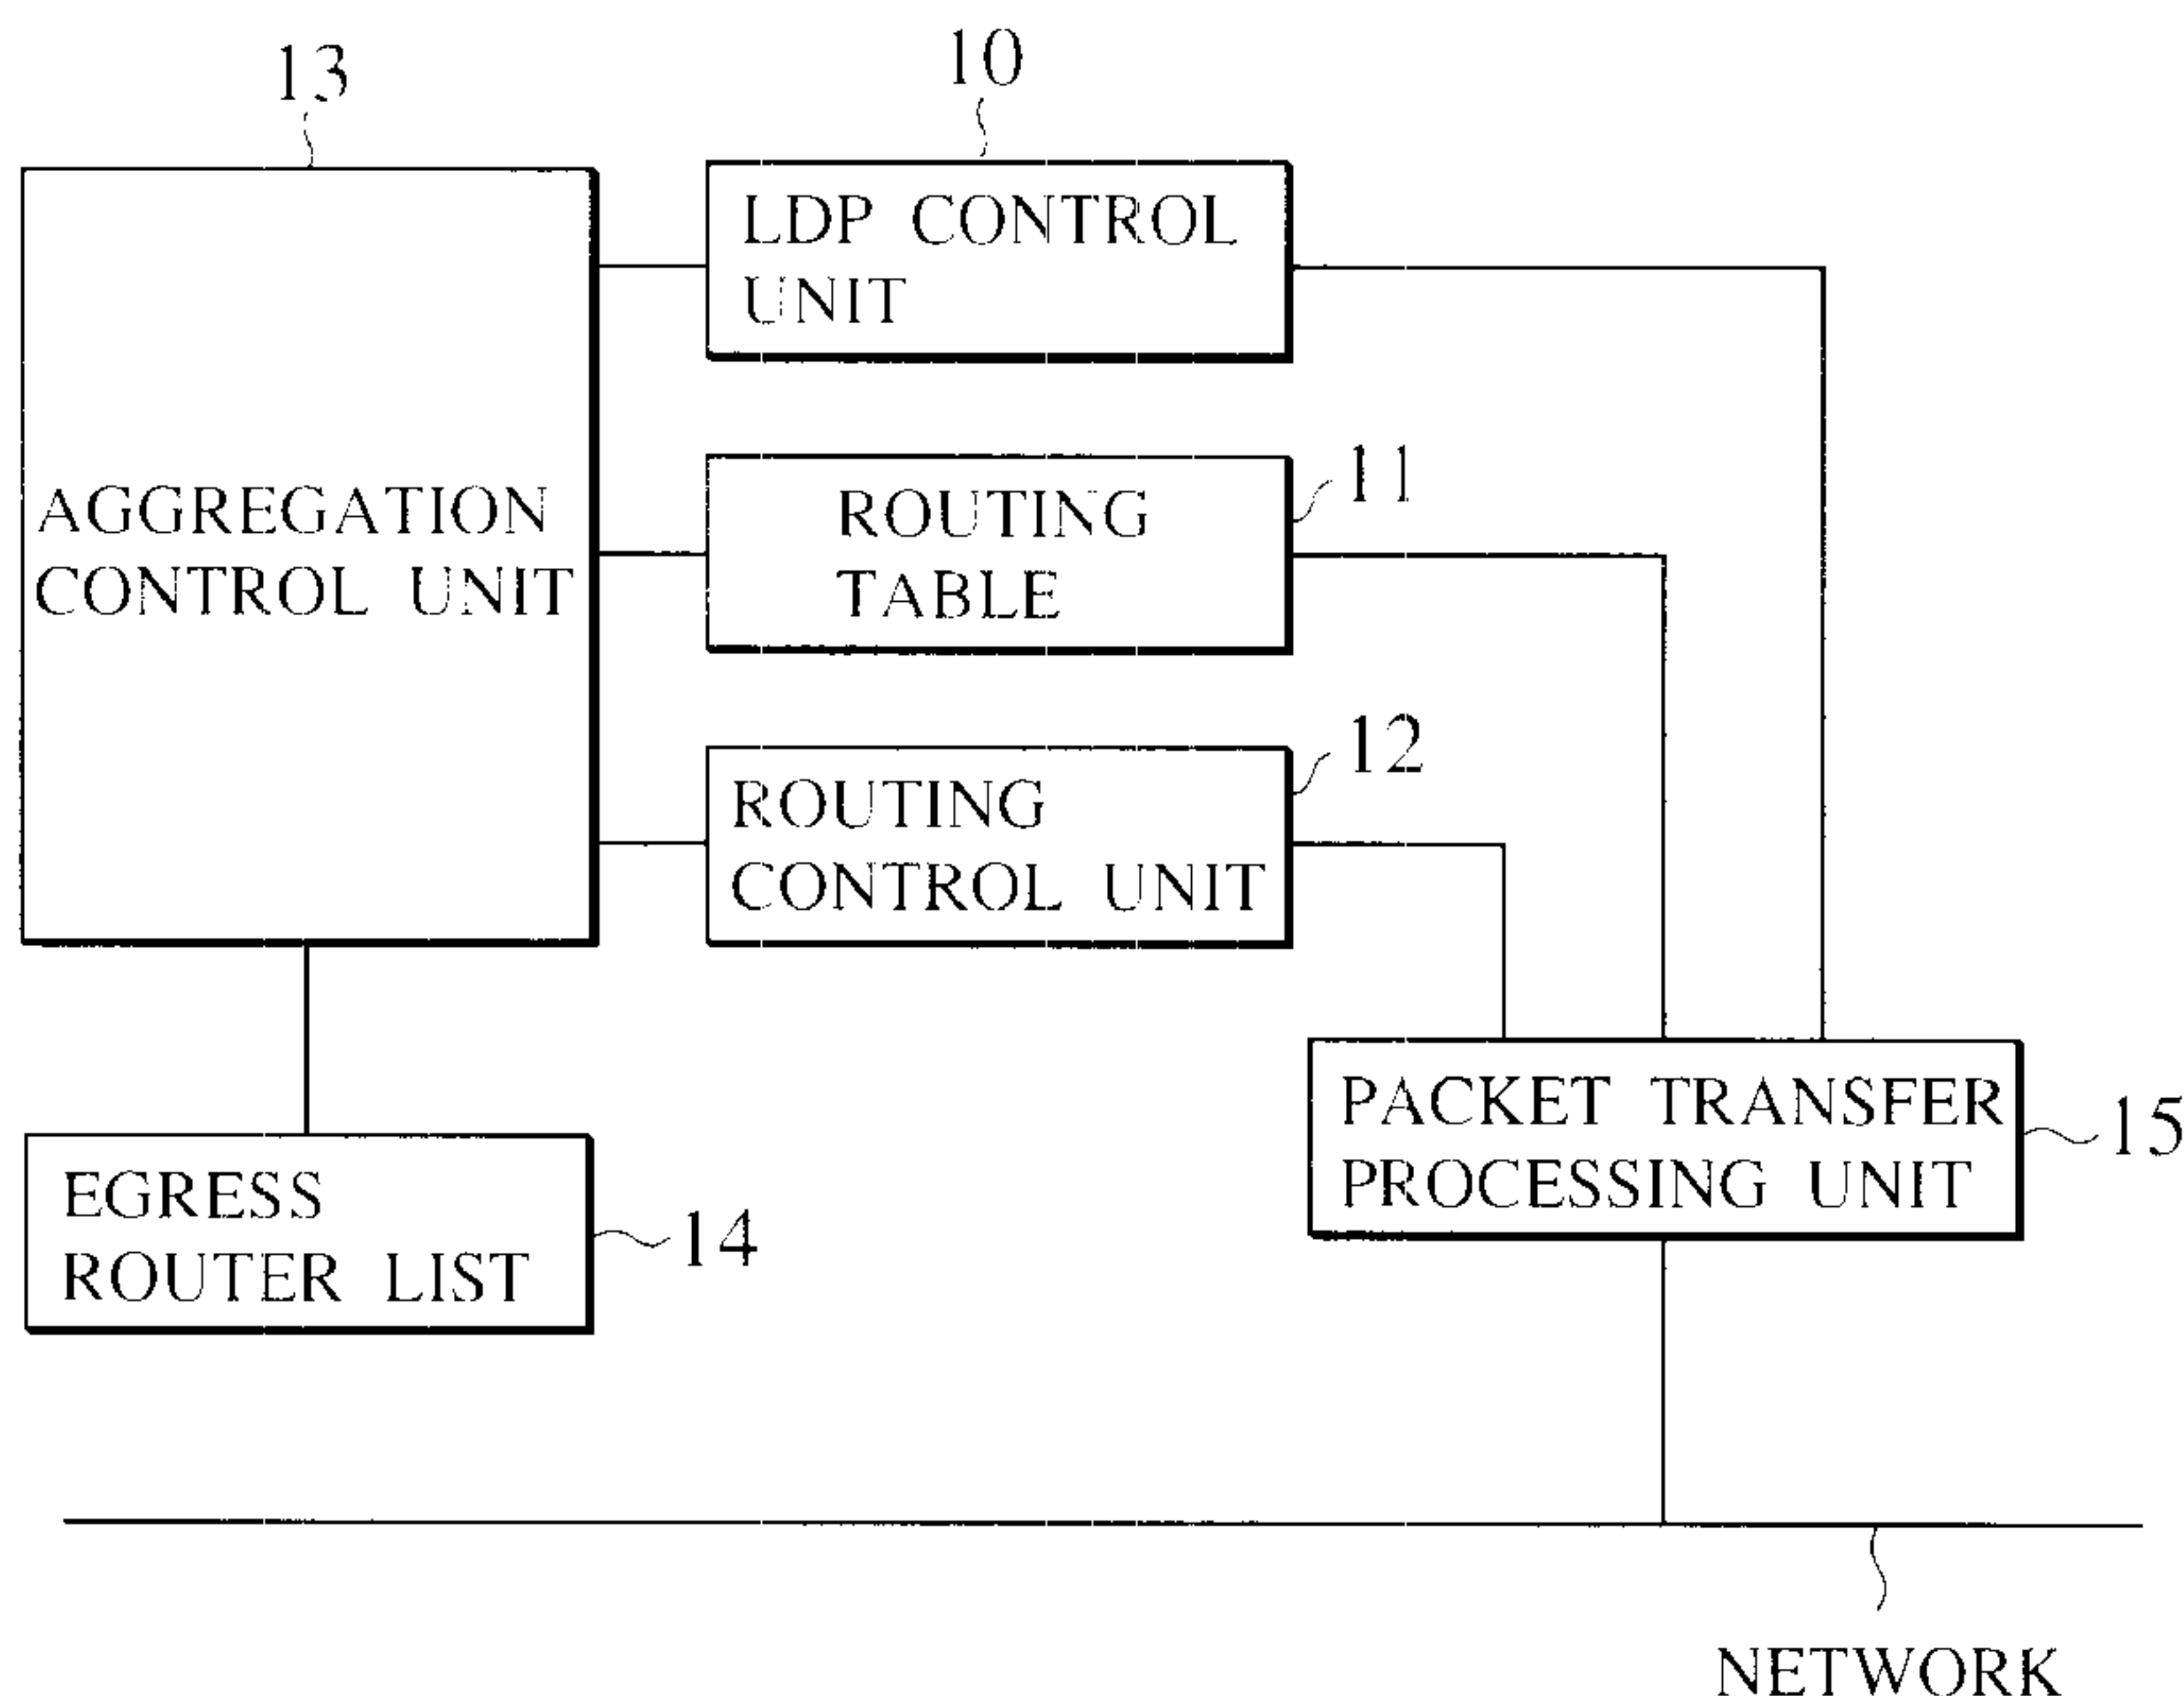 13
10
LDP CONTROL
UNIT
AGGREGATION
CONTROL UNIT
ROUTING
TABLE
11
ROUTING
CONTROL UNIT
12
PACKET TRANSFER
PROCESSING UNIT
15
EGRESS
ROUTER LIST
14
NETWORK